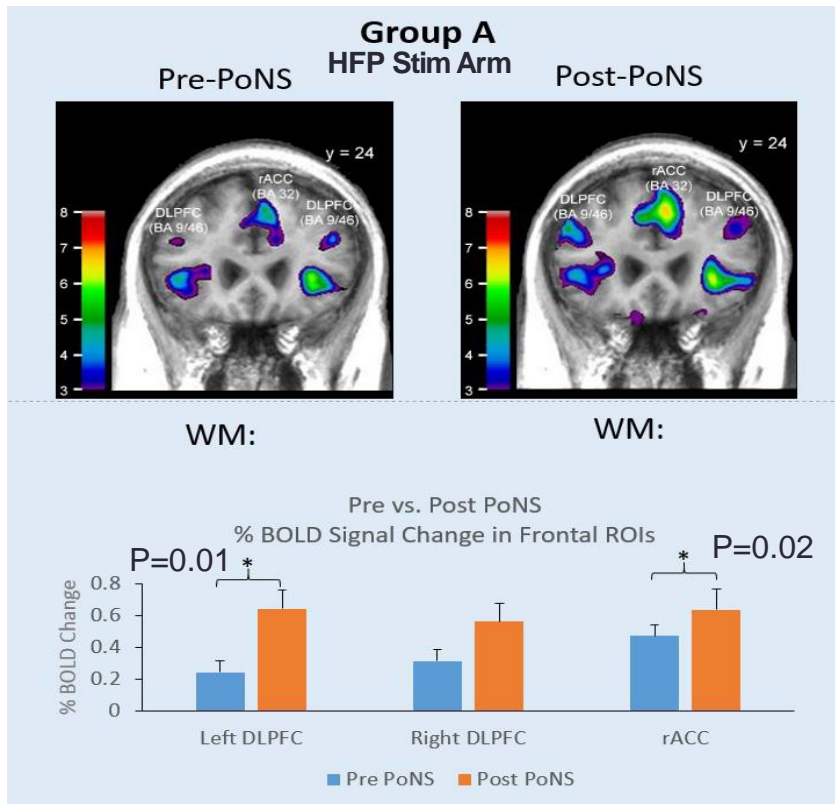 Group A
HFP Stim Arm
Pre-PoNS
Post-PoNS
y = 24
rACC
(BA 32)
DLPFC
(BA 9/46)
DLPFC
(BA 9/46)
8
7
6
5
4
3
y = 24
rACC
(BA 32)
DLPFC
(BA 9/46)
DLPFC
(BA 9/46)
8
7
6
5
4
3
WM:
WM:
Pre vs. Post PoNS
% BOLD Signal Change in Frontal ROIs
P=0.01
*
*
P=0.02
% BOLD Change
0.8
0.6
0.4
0.2
0
Left DLPFC
Right DLPFC
rACC
Pre PoNS
Post PoNS